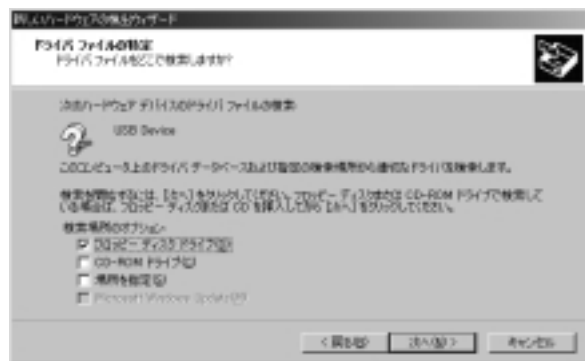 新しいハードウェアの検出ウィザード
ドライバ ファイルの特定
ドライバ ファイルをどこで検索しますか?
次のハードウェア デバイスのドライバ ファイルの検索:
USB Device
このコンピュータ上のドライバ データベースおよび指定の検索場所から適切なドライバを検索します。
検索を開始するには、[次へ] をクリックしてください。フロッピー ディスクまたは CD-ROM ドライブで検索して
いる場合は、フロッピー ディスクまたは CD を挿入してから [次へ] をクリックしてください。
検索場所のオプション:
フロッピー ディスク ドライブ(D)
CD-ROM ドライブ(C)
場所を指定(S)
Microsoft Windows Update(M)
< 戻る(B)
次へ(N) >
キャンセル